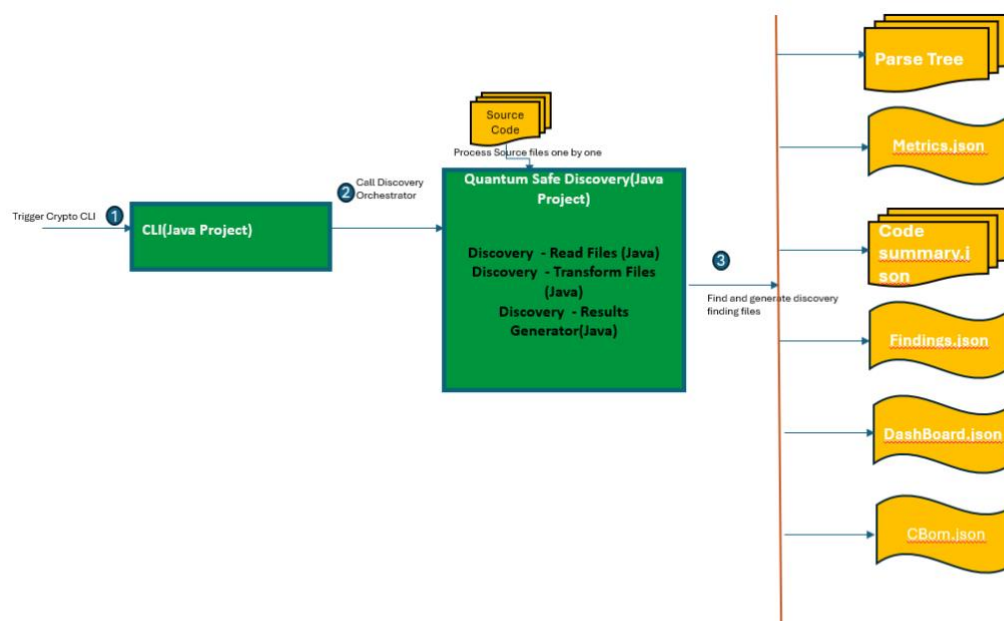 Trigger Crypto CLI
1
CLI(Java Project)
2
Call Discovery
Orchestrator
Source
Code
Process Source files one by one
Quantum Safe Discovery(Java
Project)
Discovery - Read Files (Java)
Discovery - Transform Files
(Java)
Discovery - Results
Generator(Java)
3
Find and generate discovery
finding files
Parse Tree
Metrics.json
Code
summary.j
son
Findings.json
DashBoard.json
CBom.json